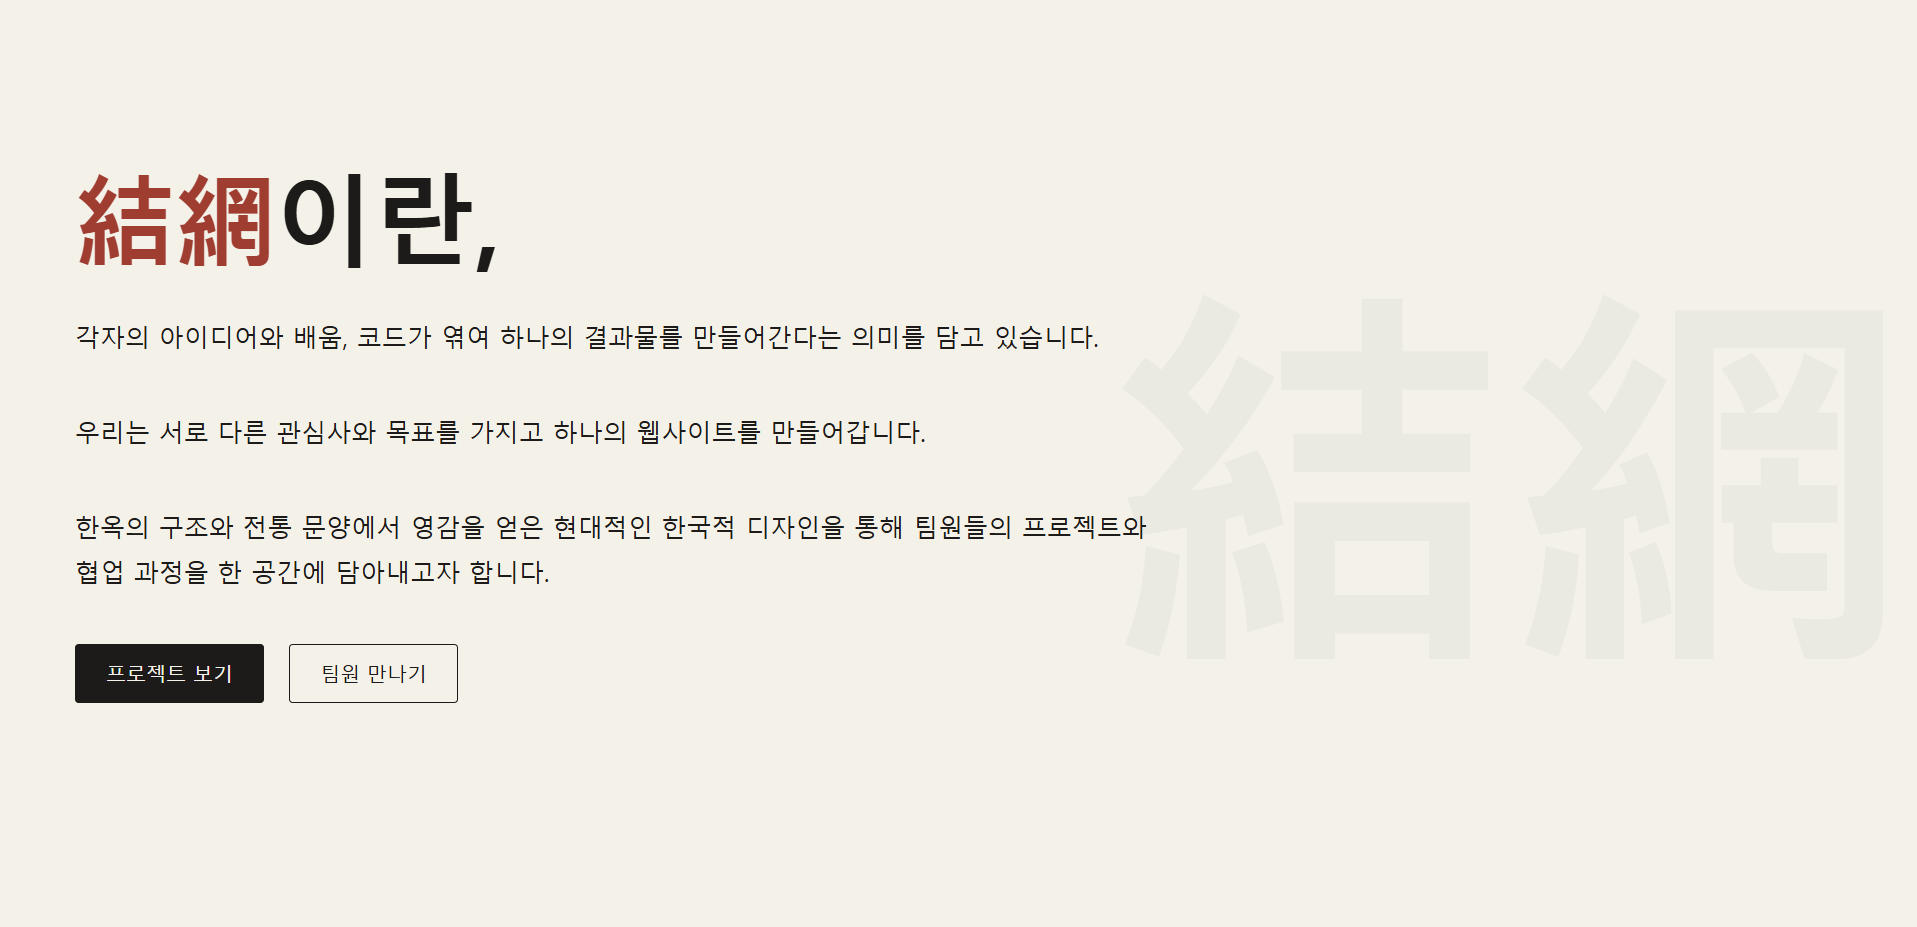 結網이란,
각자의 아이디어와 배움, 코드가 엮여 하나의 결과물를 만들어간다는 의미를 담고 있습니다.
우리는 서로 다른 관심사와 목표를 가지고 하나의 웹사이트를 만들어갑니다.
한옥의 구조와 전통 문양에서 영감을 얻은 현대적인 한국적 디자인을 통해 팀원들의 프로젝트와
협업 과정을 한 공간에 담아내고자 합니다.
프로젝트 보기
팀원 만나기
結網